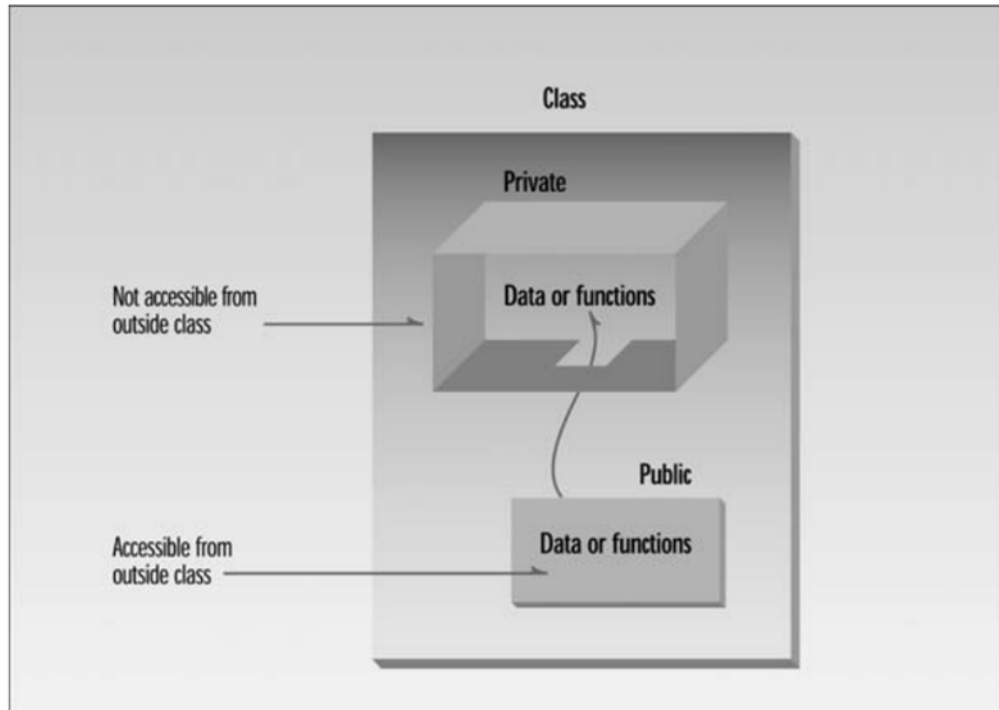 Class
Private
Not accessible from
outside class
Data or functions
Public
Accessible from
outside class
Data or functions